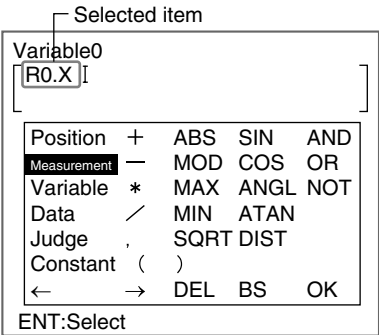 Selected item
Variable0
R0.X
Position + ABS SIN AND
Measurement — MOD COS OR
Variable * MAX ANGL NOT
Data ／ MIN ATAN
Judge , SQRT DIST
Constant ( )
← → DEL BS OK
ENT:Select